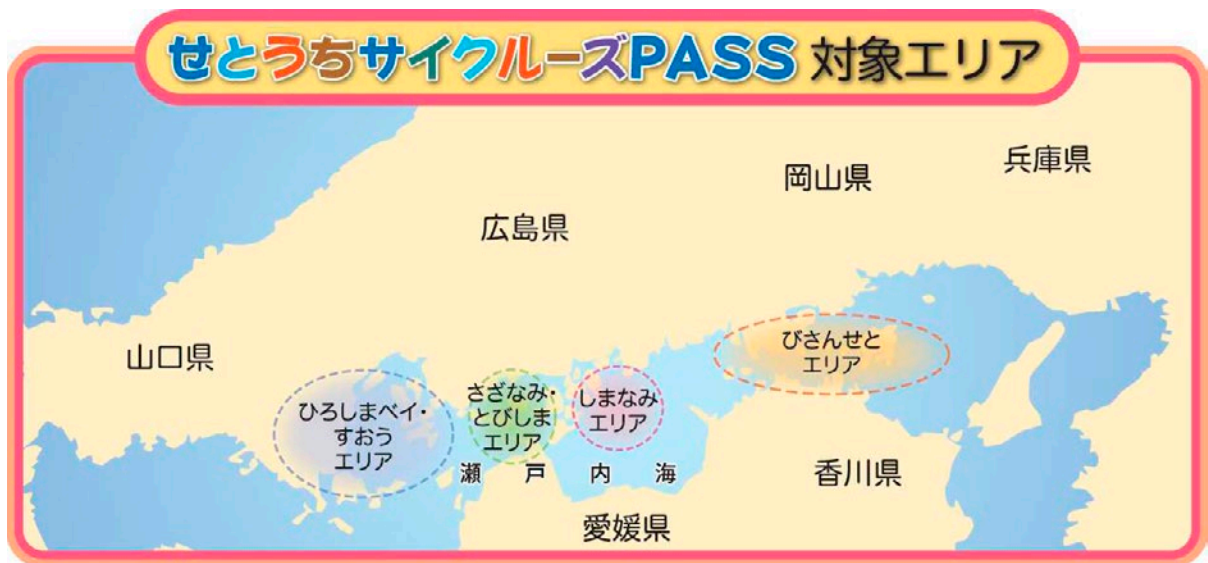 せとうちサイクルーズPASS 対象エリア
兵庫県
岡山県
広島県
山口県
びさんせと
エリア
しまなみ
エリア
さざなみ・
とびしま
エリア
ひろしまベイ・
すおう
エリア
瀬戸内海
香川県
愛媛県